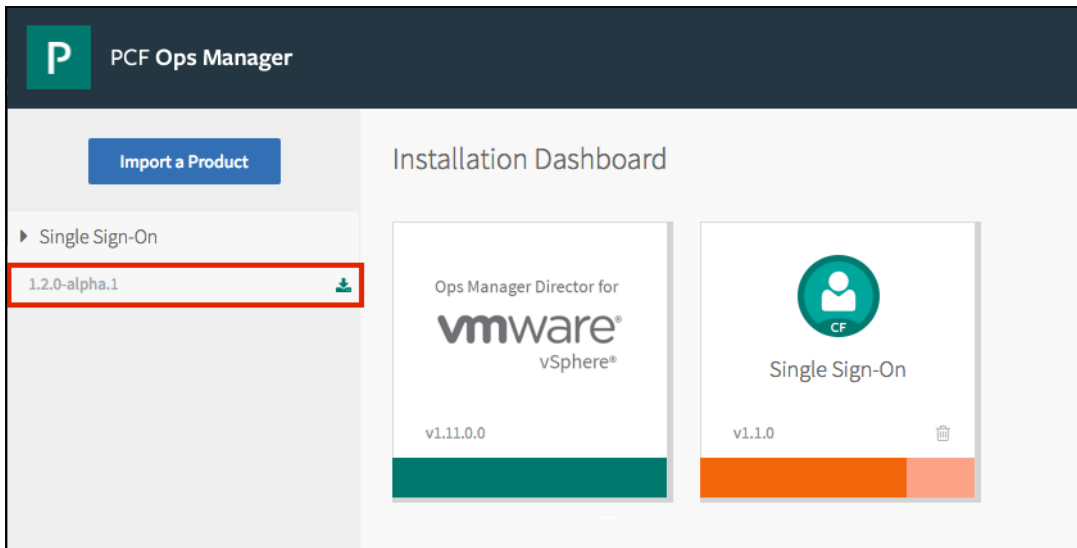 P
PCF Ops Manager
Import a Product
Installation Dashboard
Single Sign-On
1.2.0-alpha.1
Ops Manager Director for
vmware®
vSphere®
v1.11.0.0
CF
Single Sign-On
v1.1.0